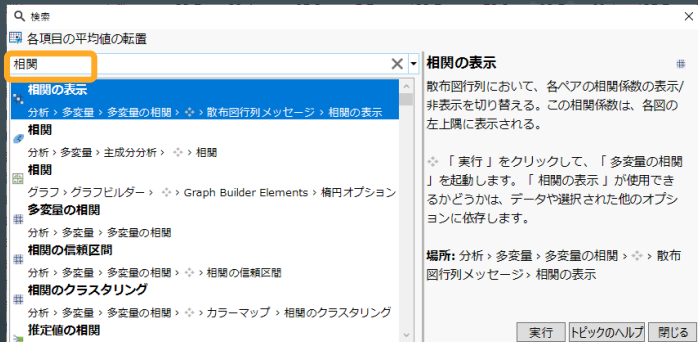 検索
各項目の平均値の転置
相関
相関の表示
分析 › 多変量 › 多変量の相関 › › 散布図行列メッセージ › 相関の表示
相関
分析 › 多変量 › 主成分分析 › › 相関
相関
グラフ › グラフビルダー › › Graph Builder Elements › 楕円オプション
多変量の相関
分析 › 多変量 › 多変量の相関
相関の信頼区間
分析 › 多変量 › 多変量の相関 › › 相関の信頼区間
相関のクラスタリング
分析 › 多変量 › 多変量の相関 › › カラーマップ › 相関のクラスタリング
推定値の相関
相関の表示
散布図行列において、各ペアの相関係数の表示/
非表示を切り替える。この相関係数は、各図の
左上隅に表示される。
「 実行 」をクリックして、「 多変量の相関
」を起動します。「 相関の表示 」が使用でき
るかどうかは、データや選択された他のオプシ
ョンに依存します。
場所: 分析 › 多変量 › 多変量の相関 › › 散布
図行列メッセージ › 相関の表示
実行 トピックのヘルプ 閉じる